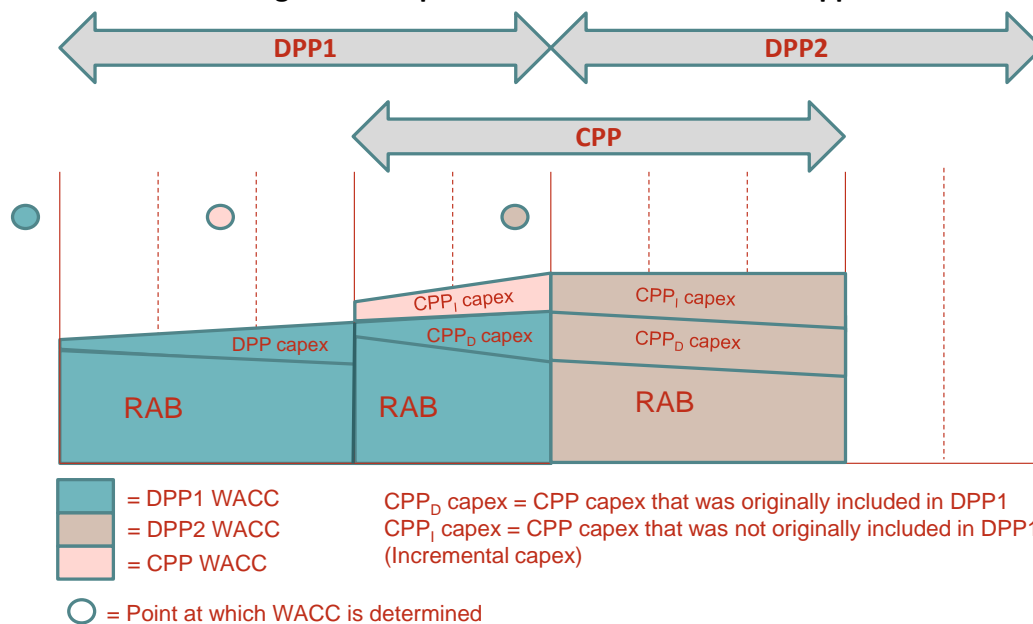 DPP1
DPP2
CPP
CPPI capex
CPPI capex
DPP capex
CPPD capex
CPPD capex
RAB
RAB
RAB
= DPP1 WACC
= DPP2 WACC
= CPP WACC
CPPD capex = CPP capex that was originally included in DPP1
CPPI capex = CPP capex that was not originally included in DPP1
(Incremental capex)
= Point at which WACC is determined